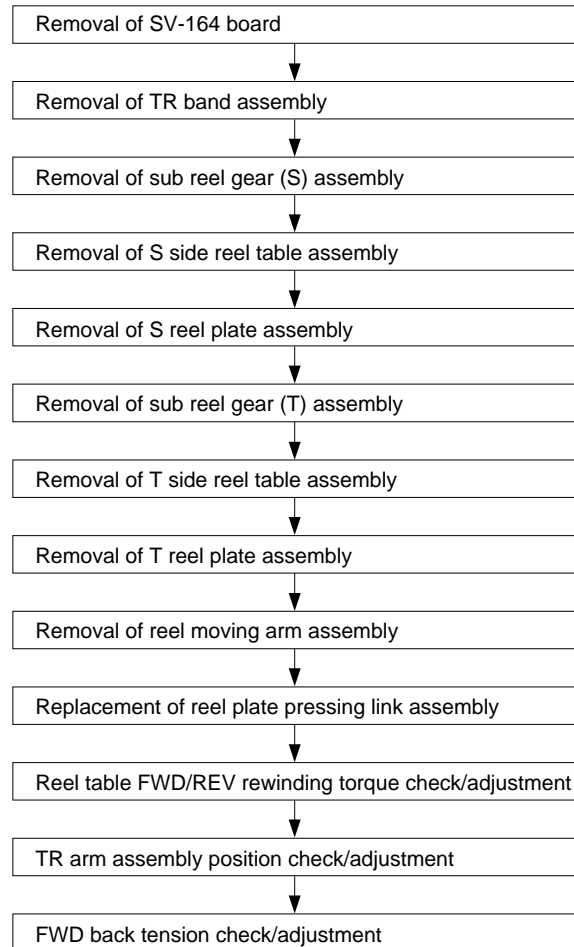 Removal of SV-164 board
Removal of TR band assembly
Removal of sub reel gear (S) assembly
Removal of S side reel table assembly
Removal of S reel plate assembly
Removal of sub reel gear (T) assembly
Removal of T side reel table assembly
Removal of T reel plate assembly
Removal of reel moving arm assembly
Replacement of reel plate pressing link assembly
Reel table FWD/REV rewinding torque check/adjustment
TR arm assembly position check/adjustment
FWD back tension check/adjustment